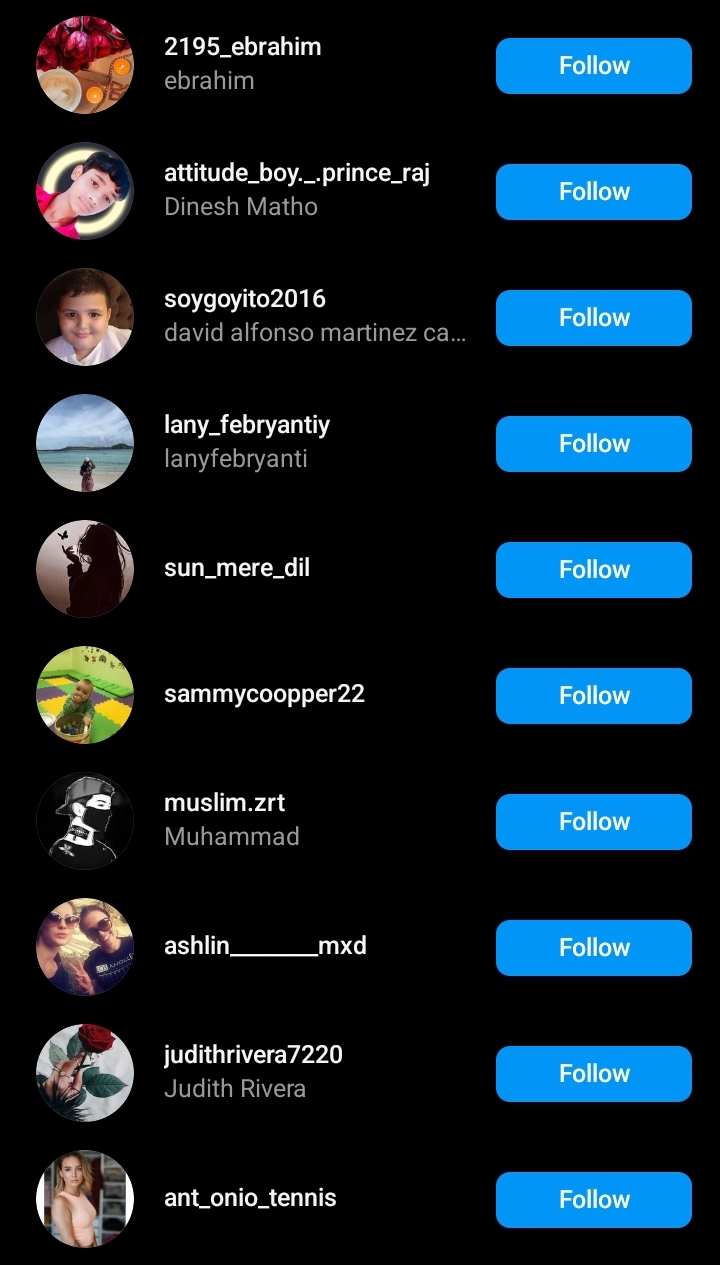 2195_ebrahim
ebrahim
Follow
attitude_boy._.prince_raj
Dinesh Matho
Follow
soygoyito2016
david alfonso martinez ca...
Follow
lany_febryantiy
lanyfebryanti
Follow
sun_mere_dil
Follow
sammycoopper22
Follow
muslim.zrt
Muhammad
Follow
ashlin________mxd
Follow
judithrivera7220
Judith Rivera
Follow
ant_onio_tennis
Follow